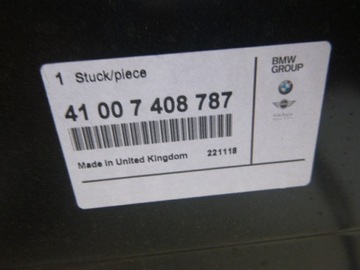 1 Stuck/piece
BMW
GROUP
41 00 7 408 787
Made in United Kingdom 221118